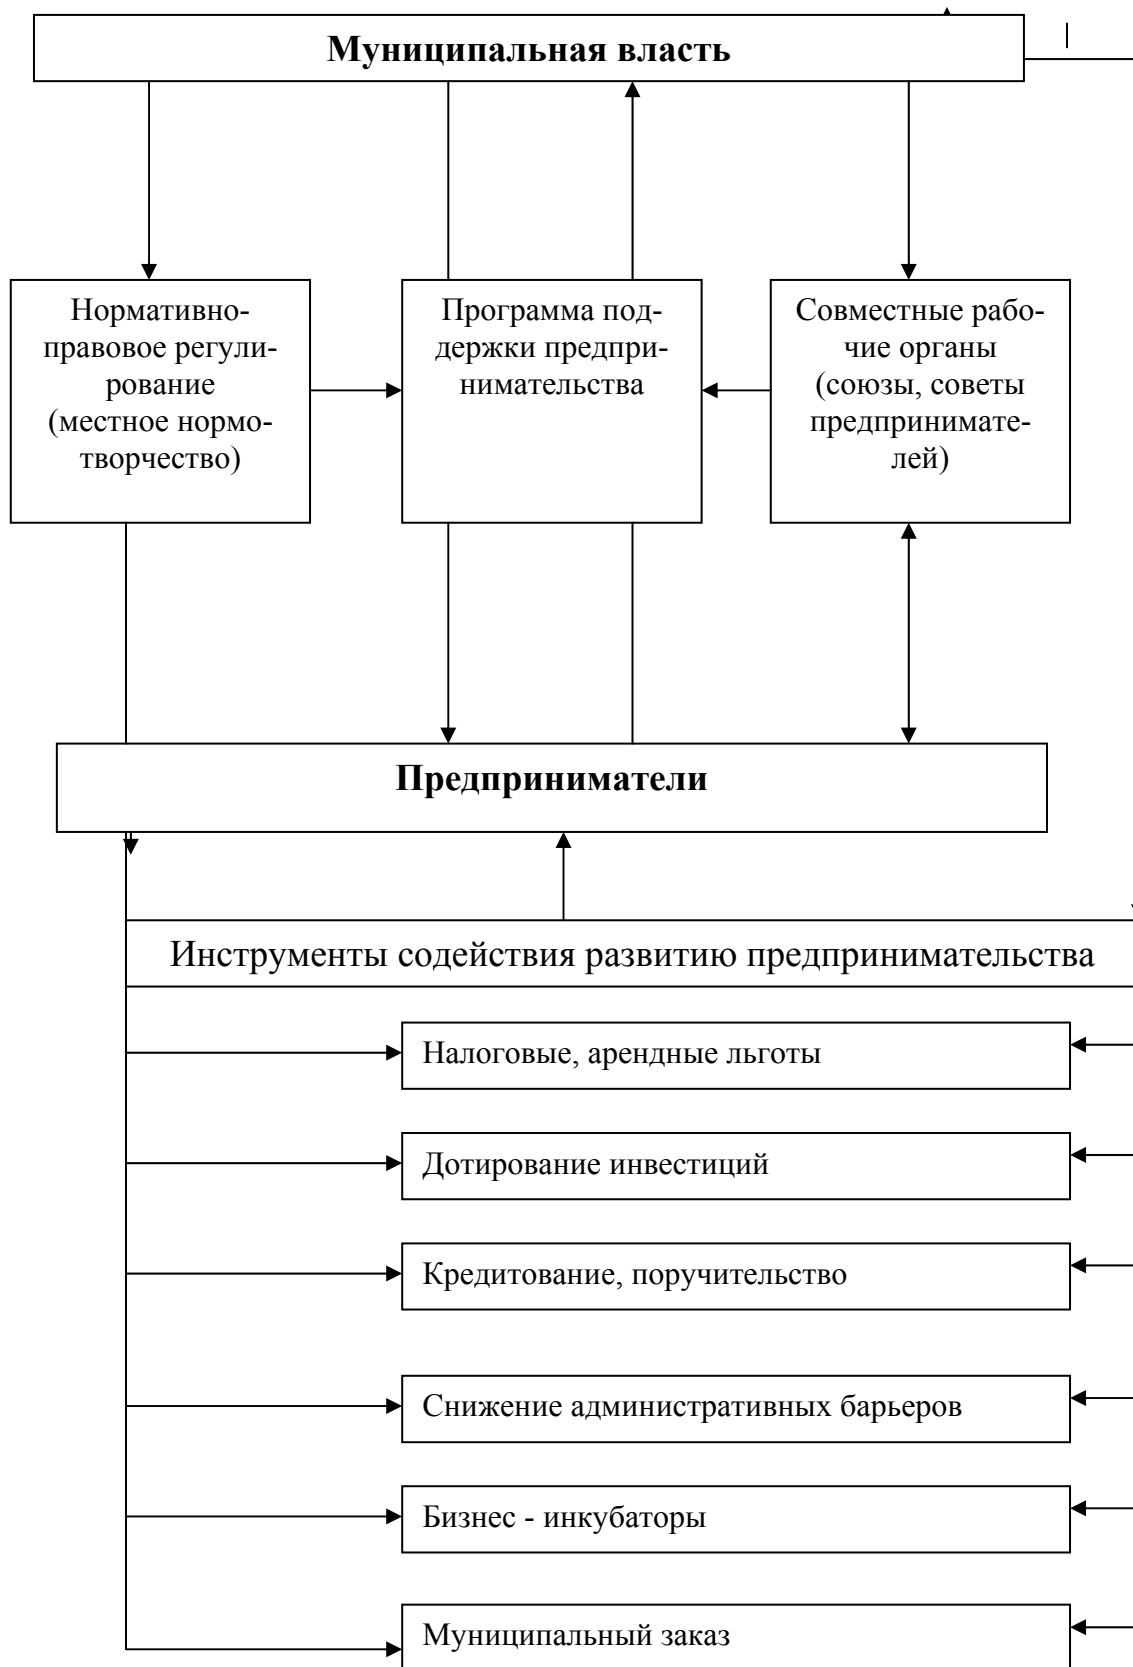 Муниципальная власть
Нормативно-
правовое регули-
рование
(местное нормо-
творчество)
Программа под-
держки предпри-
нимательства
Совместные рабо-
чие органы
(союзы, советы
предпринимате-
лей)
Предприниматели
Инструменты содействия развитию предпринимательства
Налоговые, арендные льготы
Дотирование инвестиций
Кредитование, поручительство
Снижение административных барьеров
Бизнес - инкубаторы
Муниципальный заказ